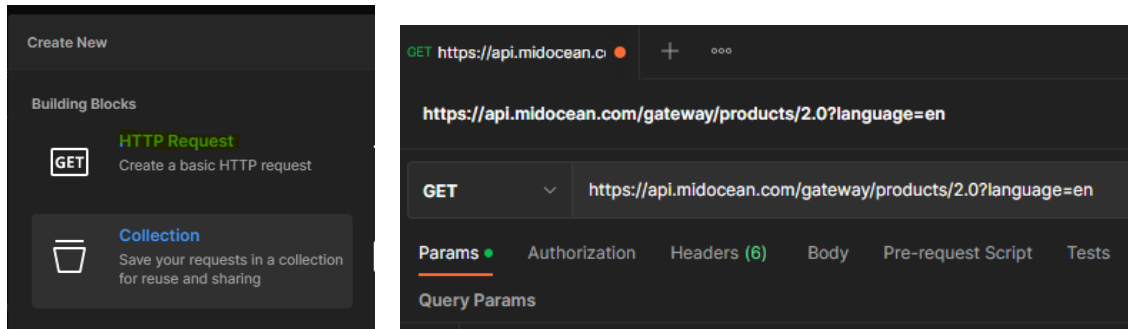 Create New
Building Blocks
HTTP Request
GET
Create a basic HTTP request
Collection
Save your requests in a collection
for reuse and sharing
GET https://api.midocean.c
https://api.midocean.com/gateway/products/2.0?language=en
GET https://api.midocean.com/gateway/products/2.0?language=en
Params Authorization Headers (6) Body Pre-request Script Tests
Query Params